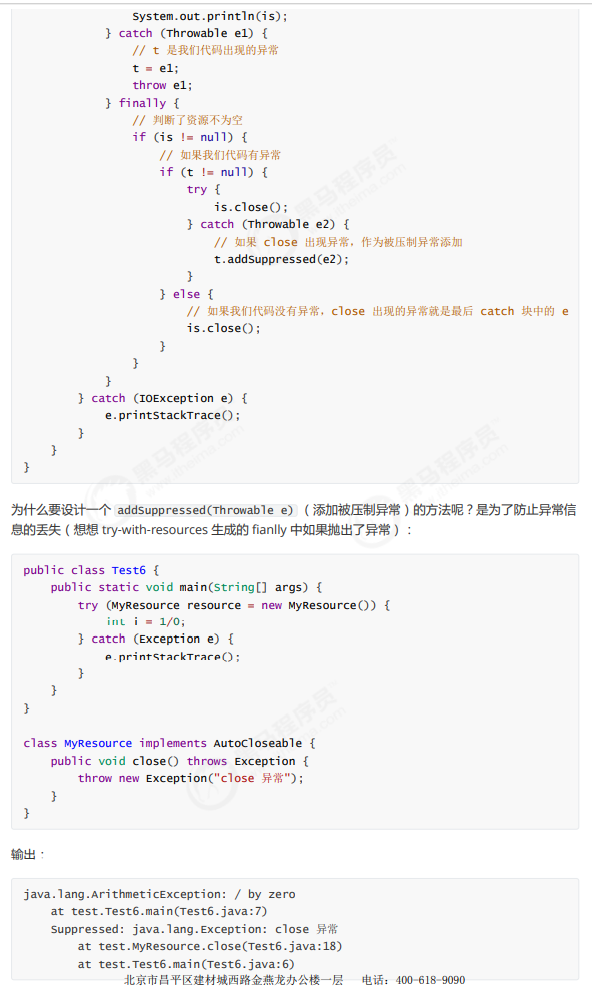 System.out.println(is);
} catch (Throwable e1) {
// t 是我们代码出现的异常
t = e1;
throw e1;
} finally {
// 判断了资源不为空
if (is != null) {
// 如果我们代码有异常
if (t != null) {
try {
is.close();
} catch (Throwable e2) {
// 如果 close 出现异常，作为被压制异常添加
t.addSuppressed(e2);
}
} else {
// 如果我们代码没有异常，close 出现的异常就是最后 catch 块中的 e
is.close();
}
}
}
} catch (IOException e) {
e.printStackTrace();
}
}
}
为什么要设计一个 addSuppressed(Throwable e) （添加被压制异常）的方法呢？是为了防止异常信
息的丢失（想想 try-with-resources 生成的 fianlly 中如果抛出了异常）：
public class Test6 {
public static void main(String[] args) {
try (MyResource resource = new MyResource()) {
int i = 1/0;
} catch (Exception e) {
e.printStackTrace();
}
}
}
class MyResource implements AutoCloseable {
public void close() throws Exception {
throw new Exception("close 异常");
}
}
输出：
java.lang.ArithmeticException: / by zero
at test.Test6.main(Test6.java:7)
Suppressed: java.lang.Exception: close 异常
at test.MyResource.close(Test6.java:18)
at test.Test6.main(Test6.java:6)
北京市昌平区建材城西路金燕龙办公楼一层 电话：400-618-9090